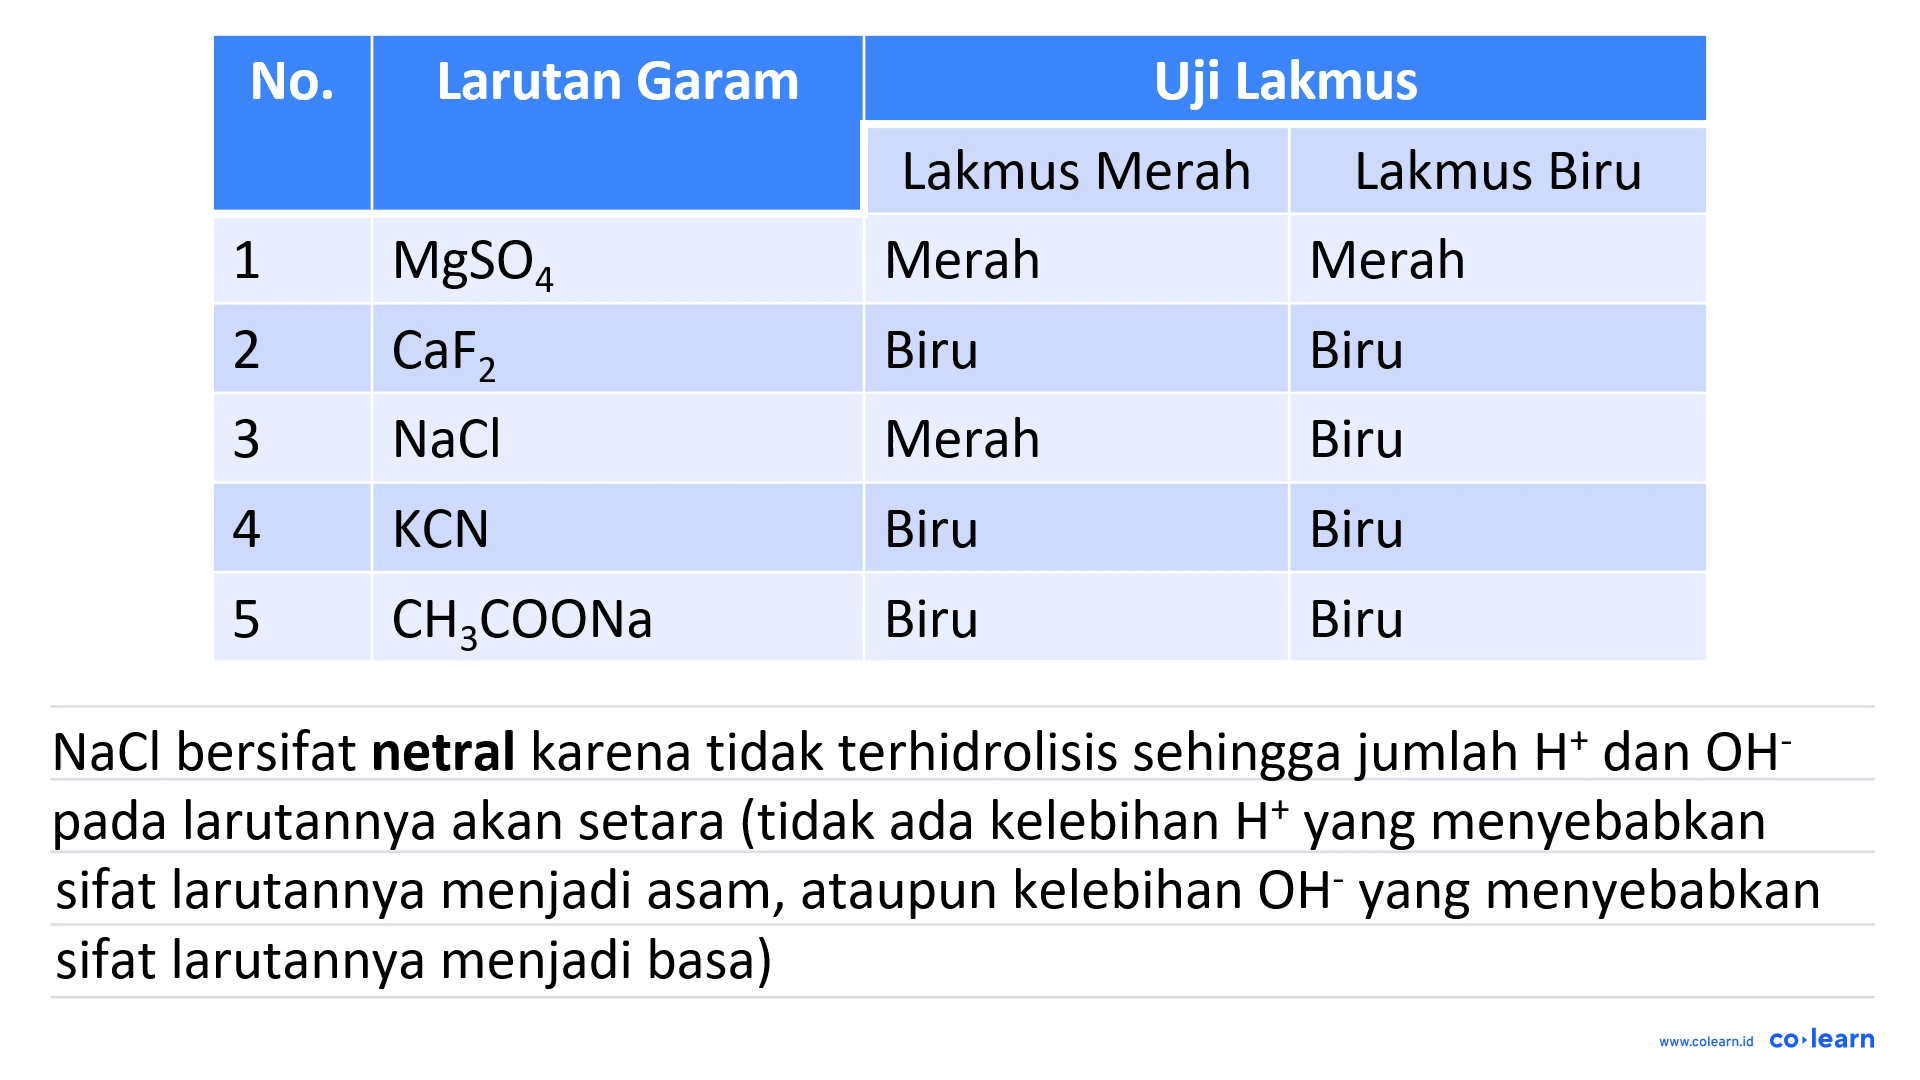 No. Larutan Garam Uji Lakmus
Lakmus Merah Lakmus Biru
1 MgSO₄ Merah Merah
2 CaF₂ Biru Biru
3 NaCl Merah Biru
4 KCN Biru Biru
5 CH₃COONa Biru Biru
NaCl bersifat netral karena tidak terhidrolisis sehingga jumlah H⁺ dan OH⁻
pada larutannya akan setara (tidak ada kelebihan H⁺ yang menyebabkan
sifat larutannya menjadi asam, ataupun kelebihan OH⁻ yang menyebabkan
sifat larutannya menjadi basa)
www.colearn.id co·learn